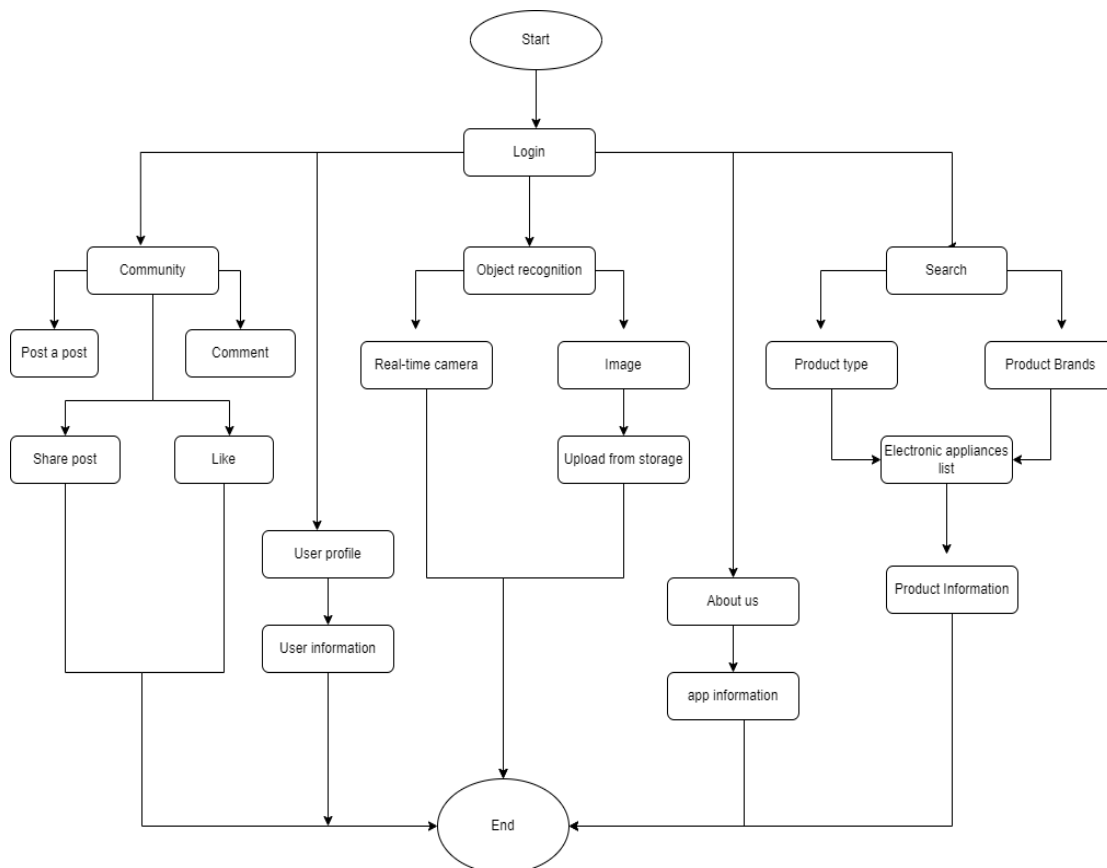 Start
Login
Community
Object recognition
Search
Post a post
Comment
Real-time camera
Image
Product type
Product Brands
Share post
Like
Upload from storage
Electronic appliances
list
User profile
About us
Product Information
User information
app information
End